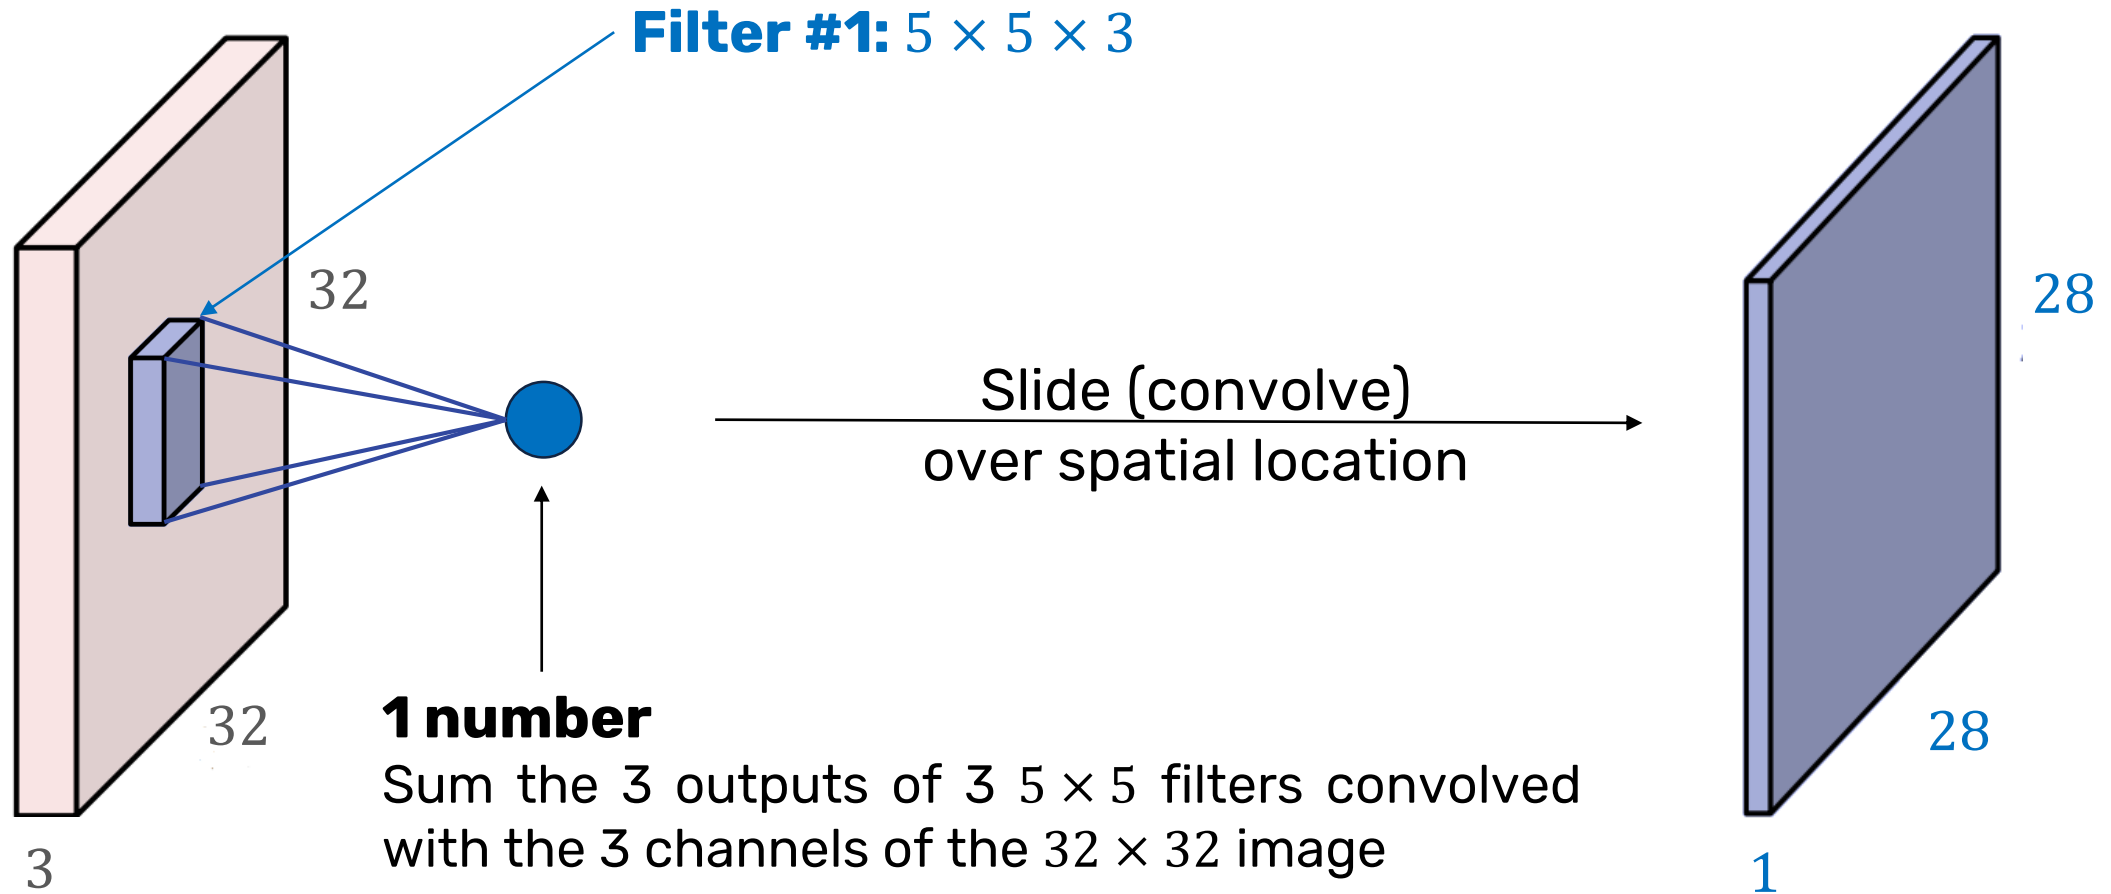 Filter #1: 5 × 5 × 3
32
28
Slide (convolve)
over spatial location
32
28
1 number
Sum the 3 outputs of 3 5 × 5 filters convolved
with the 3 channels of the 32 × 32 image
3
1